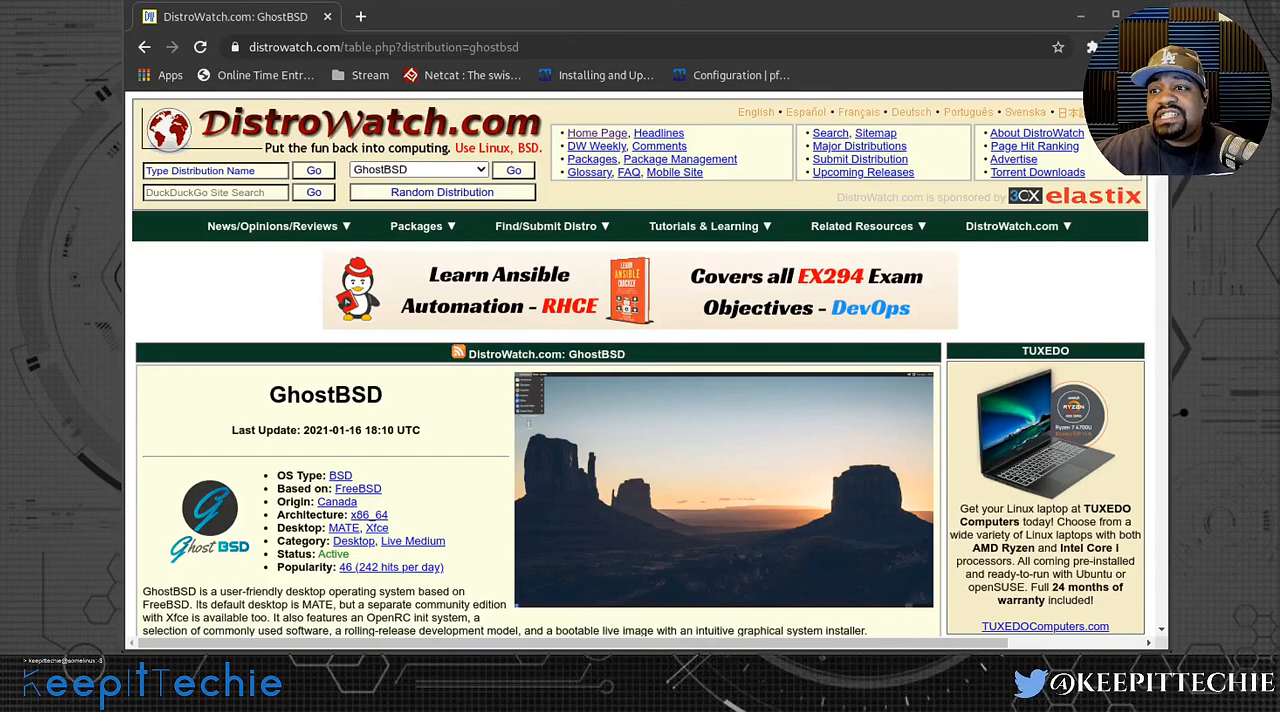 DistroWatch.com: GhostBSD
distrowatch.com/table.php?distribution=ghostbsd
Apps
Online Time Entr...
Stream
Netcat : The swis...
Installing and Up...
Configuration | pf...
DistroWatch.com
Put the fun back into computing. Use Linux, BSD.
English • Español • Français • Deutsch • Português • Svenska •
• Home Page, Headlines
• DW Weekly, Comments
• Packages, Package Management
• Glossary, FAQ, Mobile Site
• Search, Sitemap
• Major Distributions
• Submit Distribution
• Upcoming Releases
• About DistroWatch
• Page Hit Ranking
• Advertise
• Torrent Downloads
Type Distribution Name
Go
GhostBSD
Go
DuckDuckGo Site Search
Go
Random Distribution
DistroWatch.com is sponsored by 3CX elastix
News/Opinions/Reviews ▼
Packages ▼
Find/Submit Distro ▼
Tutorials & Learning ▼
Related Resources ▼
DistroWatch.com ▼
Learn Ansible
Automation - RHCE
LEARN
ANSIBLE
QUICKLY
Covers all EX294 Exam
Objectives - DevOps
DistroWatch.com: GhostBSD
GhostBSD
Last Update: 2021-01-16 18:10 UTC
Ghost BSD
• OS Type: BSD
• Based on: FreeBSD
• Origin: Canada
• Architecture: x86_64
• Desktop: MATE, Xfce
• Category: Desktop, Live Medium
• Status: Active
• Popularity: 46 (242 hits per day)
GhostBSD is a user-friendly desktop operating system based on
FreeBSD. Its default desktop is MATE, but a separate community edition
with Xfce is available too. It also features an OpenRC init system, a
selection of commonly used software, a rolling-release development model, and a bootable live image with an intuitive graphical system installer.
TUXEDO
AMD
RYZEN
Ryzen 7 4700U
Get your Linux laptop at TUXEDO
Computers today! Choose from a
wide variety of Linux laptops with both
AMD Ryzen and Intel Core i
processors. All coming pre-installed
and ready-to-run with Ubuntu or
openSUSE. Full 24 months of
warranty included!
TUXEDOComputers.com
> keepittechie@somelinux:~$
KeepItTechie
@KEEPITTECHIE